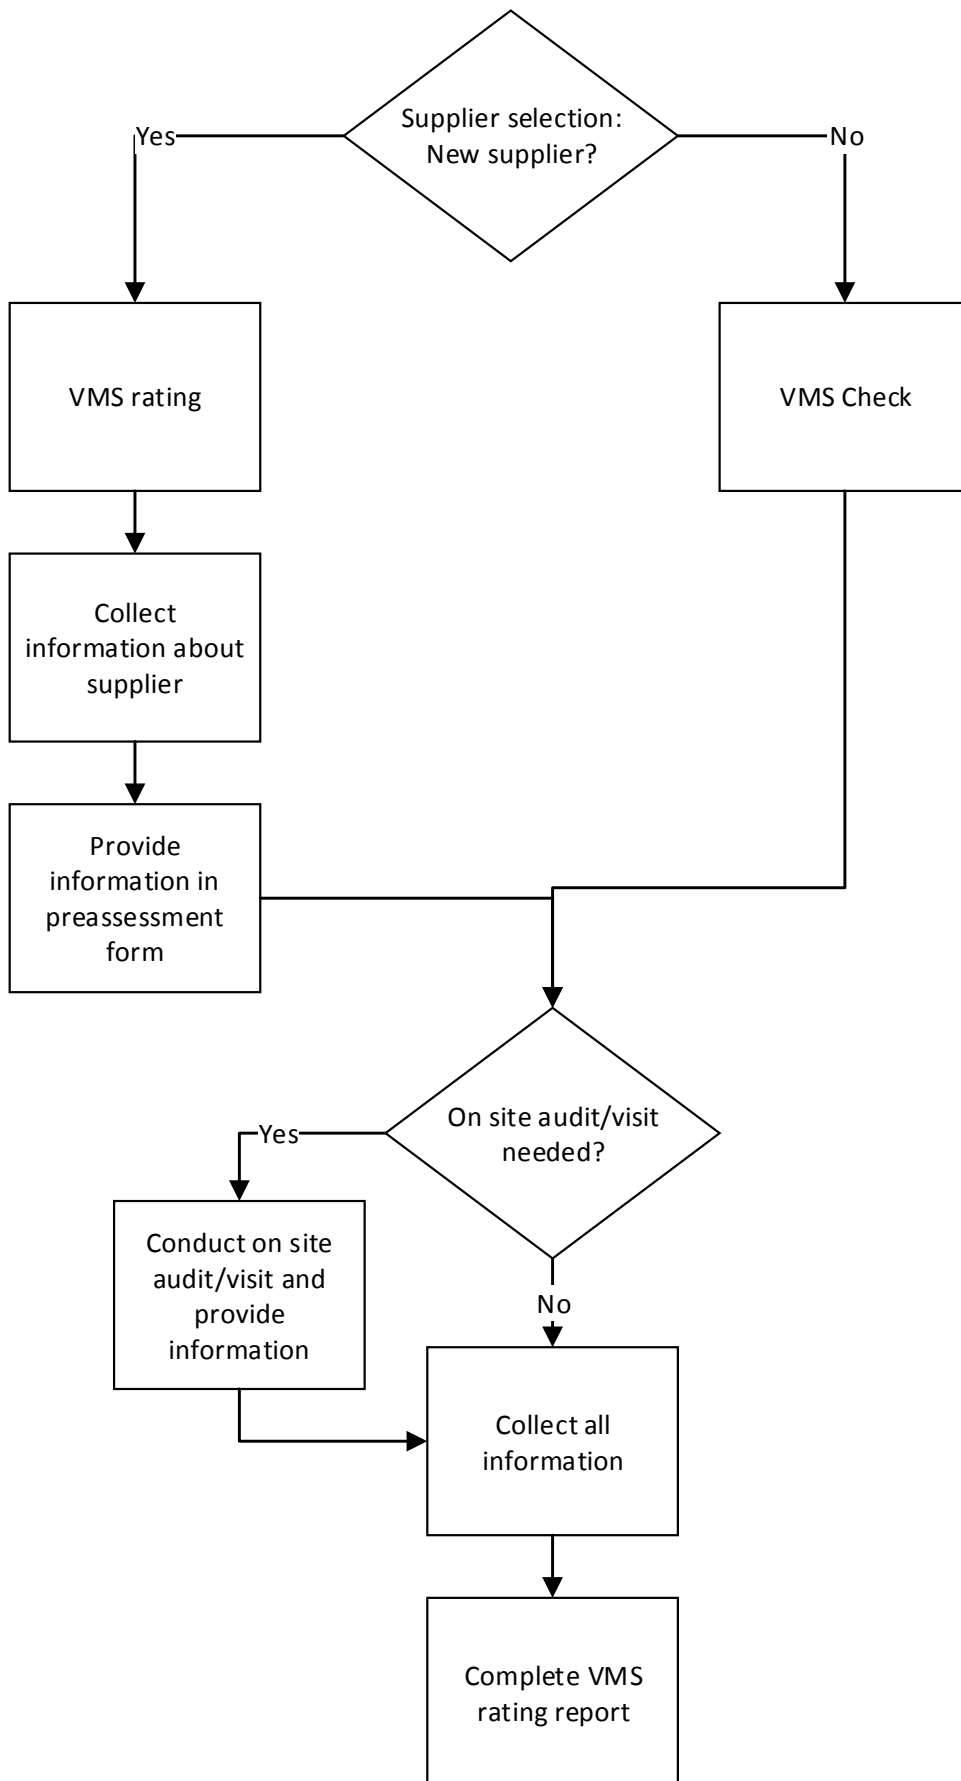 Supplier selection:
New supplier?
Yes
No
VMS rating
VMS Check
Collect
information about
supplier
Provide
information in
preassessment
form
On site audit/visit
needed?
Yes
Conduct on site
audit/visit and
provide
information
No
Collect all
information
Complete VMS
rating report